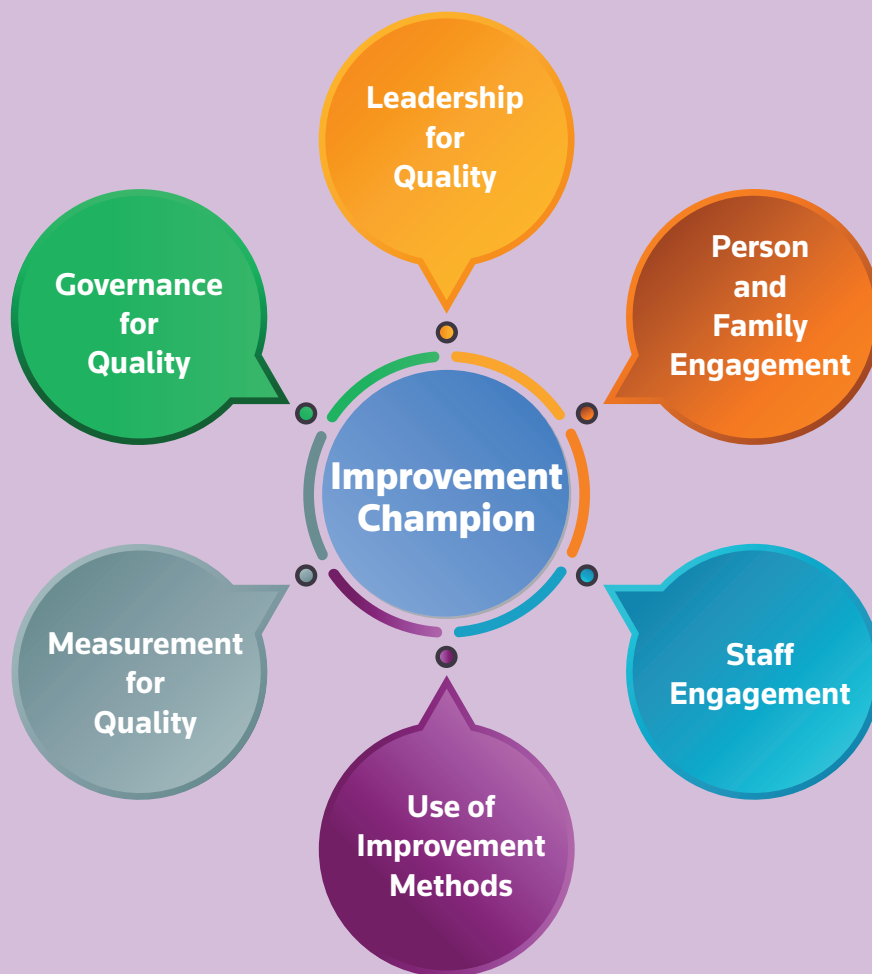 Leadership
for
Quality
Person
and
Family
Engagement
Governance
for
Quality
Improvement
Champion
Measurement
for
Quality
Staff
Engagement
Use of
Improvement
Methods